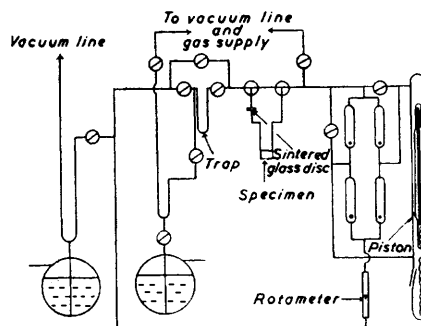 To vacuum line
and
gas supply
Vacuum line
Trap
Sintered
glass disc
Specimen
Piston
Rotameter